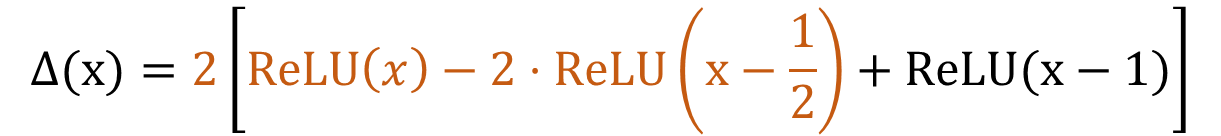 Δ(x) = 2 [ReLU(x) − 2 · ReLU (x − 1/2) + ReLU(x − 1)]